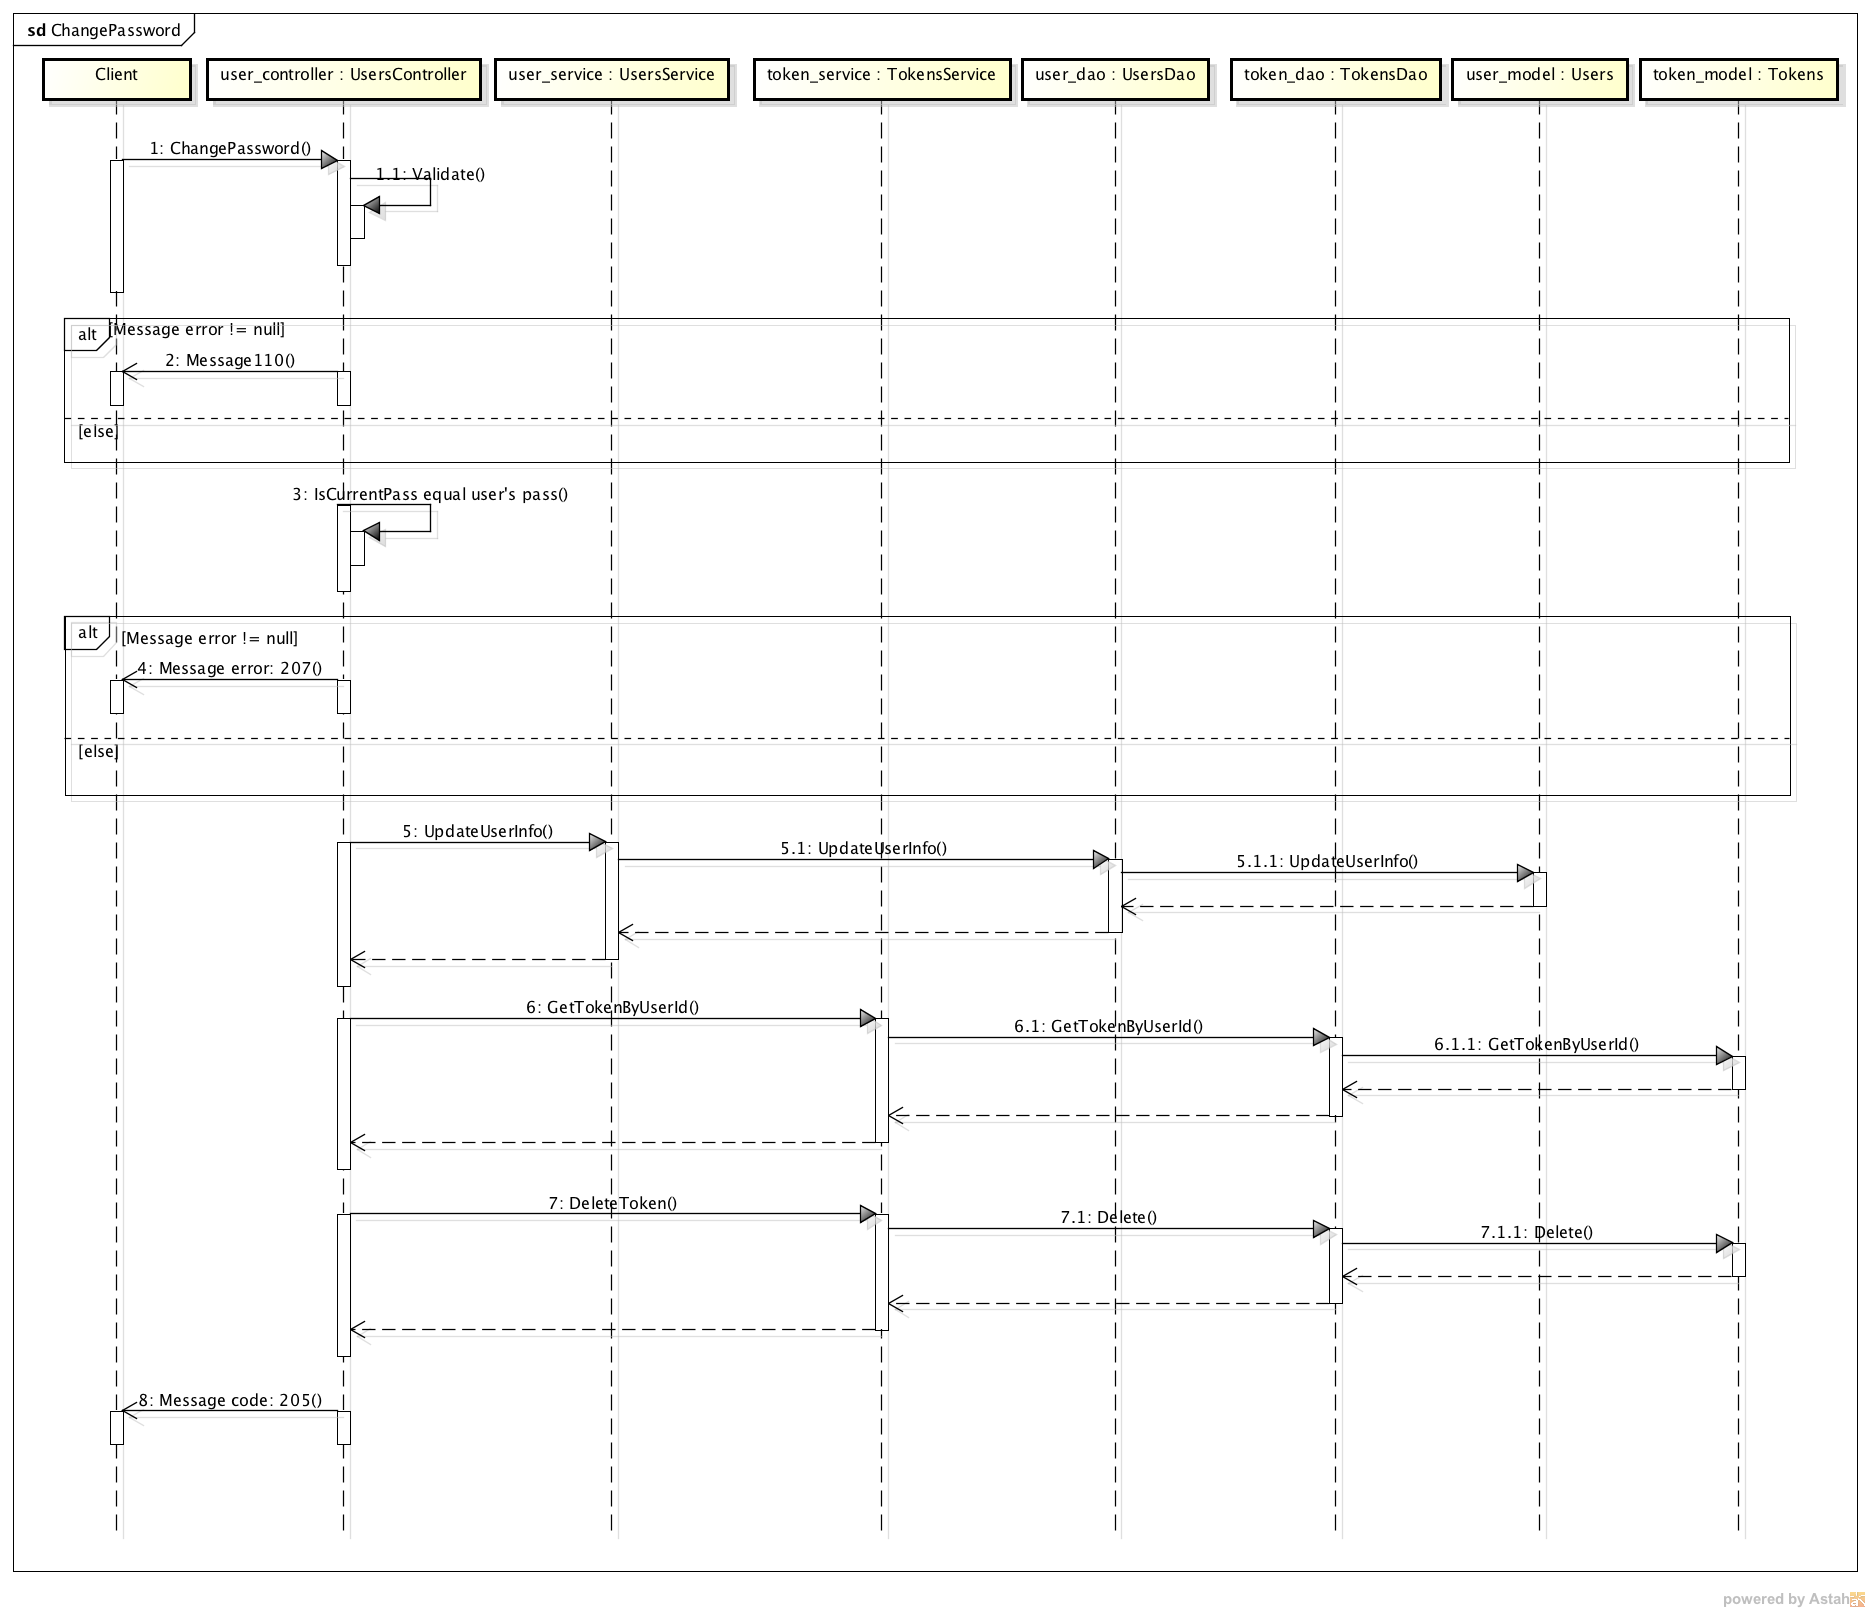 sd ChangePassword
Client
user_controller : UsersController
user_service : UsersService
token_service : TokensService
user_dao : UsersDao
token_dao : TokensDao
user_model : Users
token_model : Tokens
1: ChangePassword()
1.1: Validate()
alt
[Message error != null]
2: Message110()
[else]
3: IsCurrentPass equal user's pass()
alt
[Message error != null]
4: Message error: 207()
[else]
5: UpdateUserInfo()
5.1: UpdateUserInfo()
5.1.1: UpdateUserInfo()
6: GetTokenByUserId()
6.1: GetTokenByUserId()
6.1.1: GetTokenByUserId()
7: DeleteToken()
7.1: Delete()
7.1.1: Delete()
8: Message code: 205()
powered by Astah